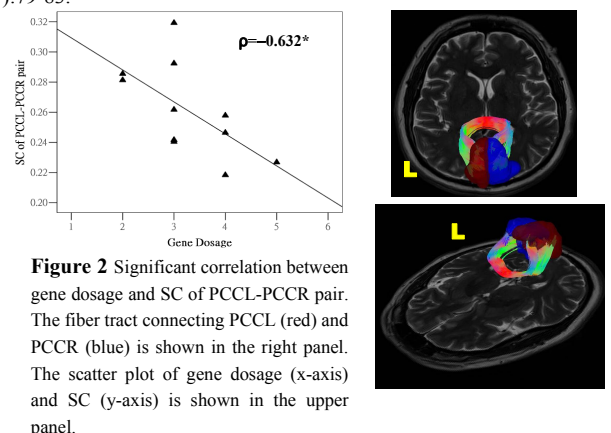 ):79-85.
0.32
0.30
0.28
0.26
0.24
0.22
0.20
SC of PCCL-PCCR pair
ρ=–0.632*
1 2 3 4 5 6
Gene Dosage
L
L
Figure 2 Significant correlation between
gene dosage and SC of PCCL-PCCR pair.
The fiber tract connecting PCCL (red) and
PCCR (blue) is shown in the right panel.
The scatter plot of gene dosage (x-axis)
and SC (y-axis) is shown in the upper
panel.